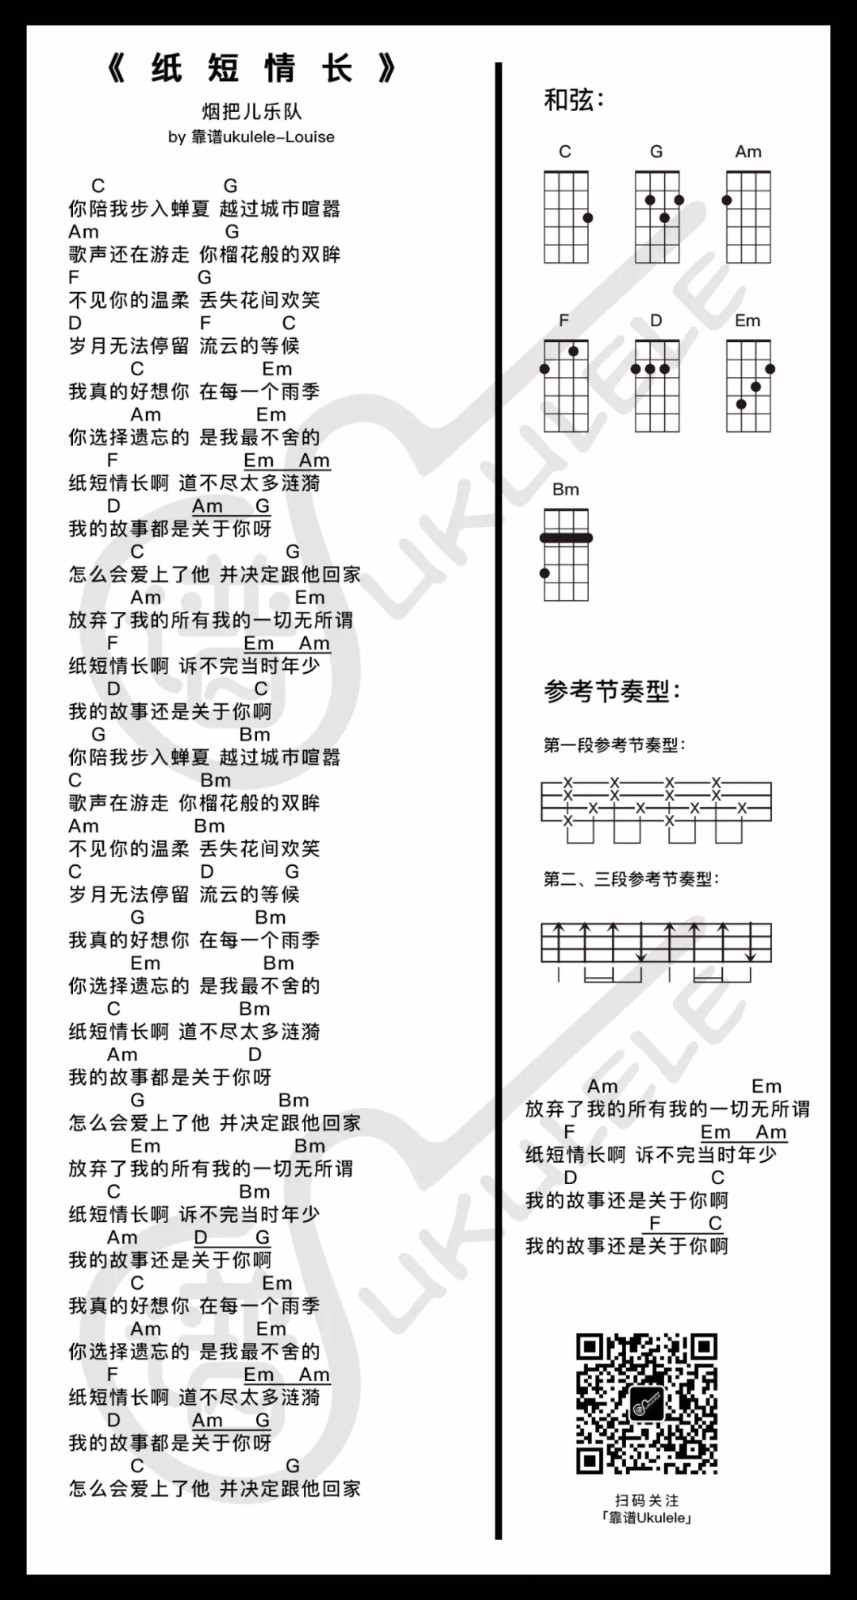 《纸短情长》
烟把儿乐队
by 靠谱ukulele-Louise
C G
你陪我步入蝉夏 越过城市喧嚣
Am G
歌声还在游走 你榴花般的双眸
F G
不见你的温柔 丢失花间欢笑
D F C
岁月无法停留 流云的等候
C Em
我真的好想你 在每一个雨季
Am Em
你选择遗忘的 是我最不舍的
F Em Am
纸短情长啊 道不尽太多涟漪
D Am G
我的故事都是关于你呀
C G
怎么会爱上了他 并决定跟他回家
Am Em
放弃了我的所有我的一切无所谓
F Em Am
纸短情长啊 诉不完当时年少
D C
我的故事还是关于你啊
G Bm
你陪我步入蝉夏 越过城市喧嚣
C Bm
歌声在游走 你榴花般的双眸
Am Bm
不见你的温柔 丢失花间欢笑
C D G
岁月无法停留 流云的等候
G Bm
我真的好想你 在每一个雨季
Em Bm
你选择遗忘的 是我最不舍的
C Bm
纸短情长啊 道不尽太多涟漪
Am D
我的故事都是关于你呀
G Bm
怎么会爱上了他 并决定跟他回家
Em Bm
放弃了我的所有我的一切无所谓
C Bm
纸短情长啊 诉不完当时年少
Am D G
我的故事还是关于你啊
C Em
我真的好想你 在每一个雨季
Am Em
你选择遗忘的 是我最不舍的
F Em Am
纸短情长啊 道不尽太多涟漪
D Am G
我的故事都是关于你呀
C G
怎么会爱上了他 并决定跟他回家
和弦：
C G Am
F D Em
Bm
参考节奏型：
第一段参考节奏型：
X X X X
X X X X
X X X X
X X
第二、三段参考节奏型：
Am Em
放弃了我的所有我的一切无所谓
F Em Am
纸短情长啊 诉不完当时年少
D C
我的故事还是关于你啊
F C
我的故事还是关于你啊
扫码关注
「靠谱Ukulele」
UKULELE
UKULELE